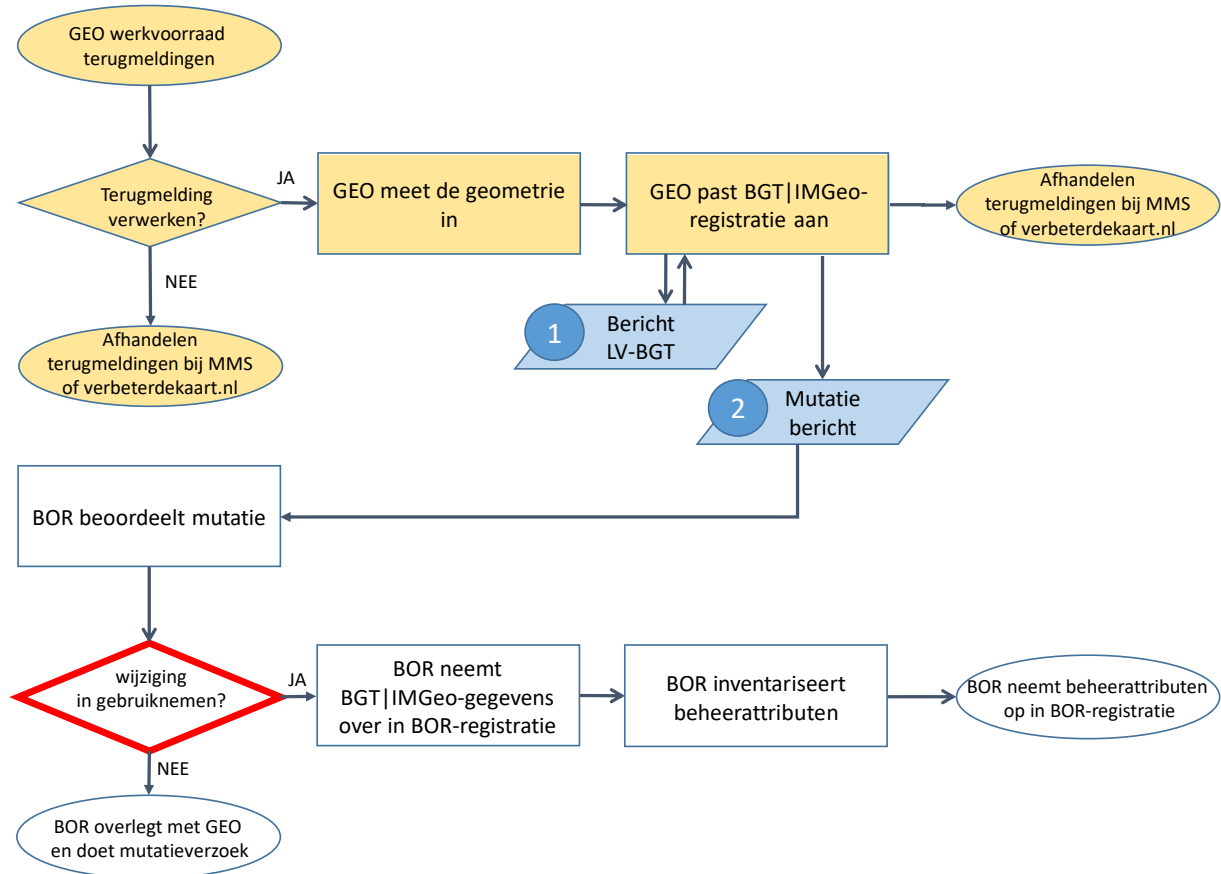 GEO werkvoorraad
terugmeldingen
Terugmelding
verwerken?
JA
GEO meet de geometrie
in
GEO past BGT|IMGeo-
registratie aan
Afhandelen
terugmeldingen bij MMS
of verbeterdekaart.nl
NEE
Afhandelen
terugmeldingen bij MMS
of verbeterdekaart.nl
1
Bericht
LV-BGT
2
Mutatie
bericht
BOR beoordeelt mutatie
wijziging
in gebruiknemen?
JA
BOR neemt
BGT|IMGeo-gegevens
over in BOR-registratie
BOR inventariseert
beheerattributen
BOR neemt beheerattributen
op in BOR-registratie
NEE
BOR overlegt met GEO
en doet mutatieverzoek